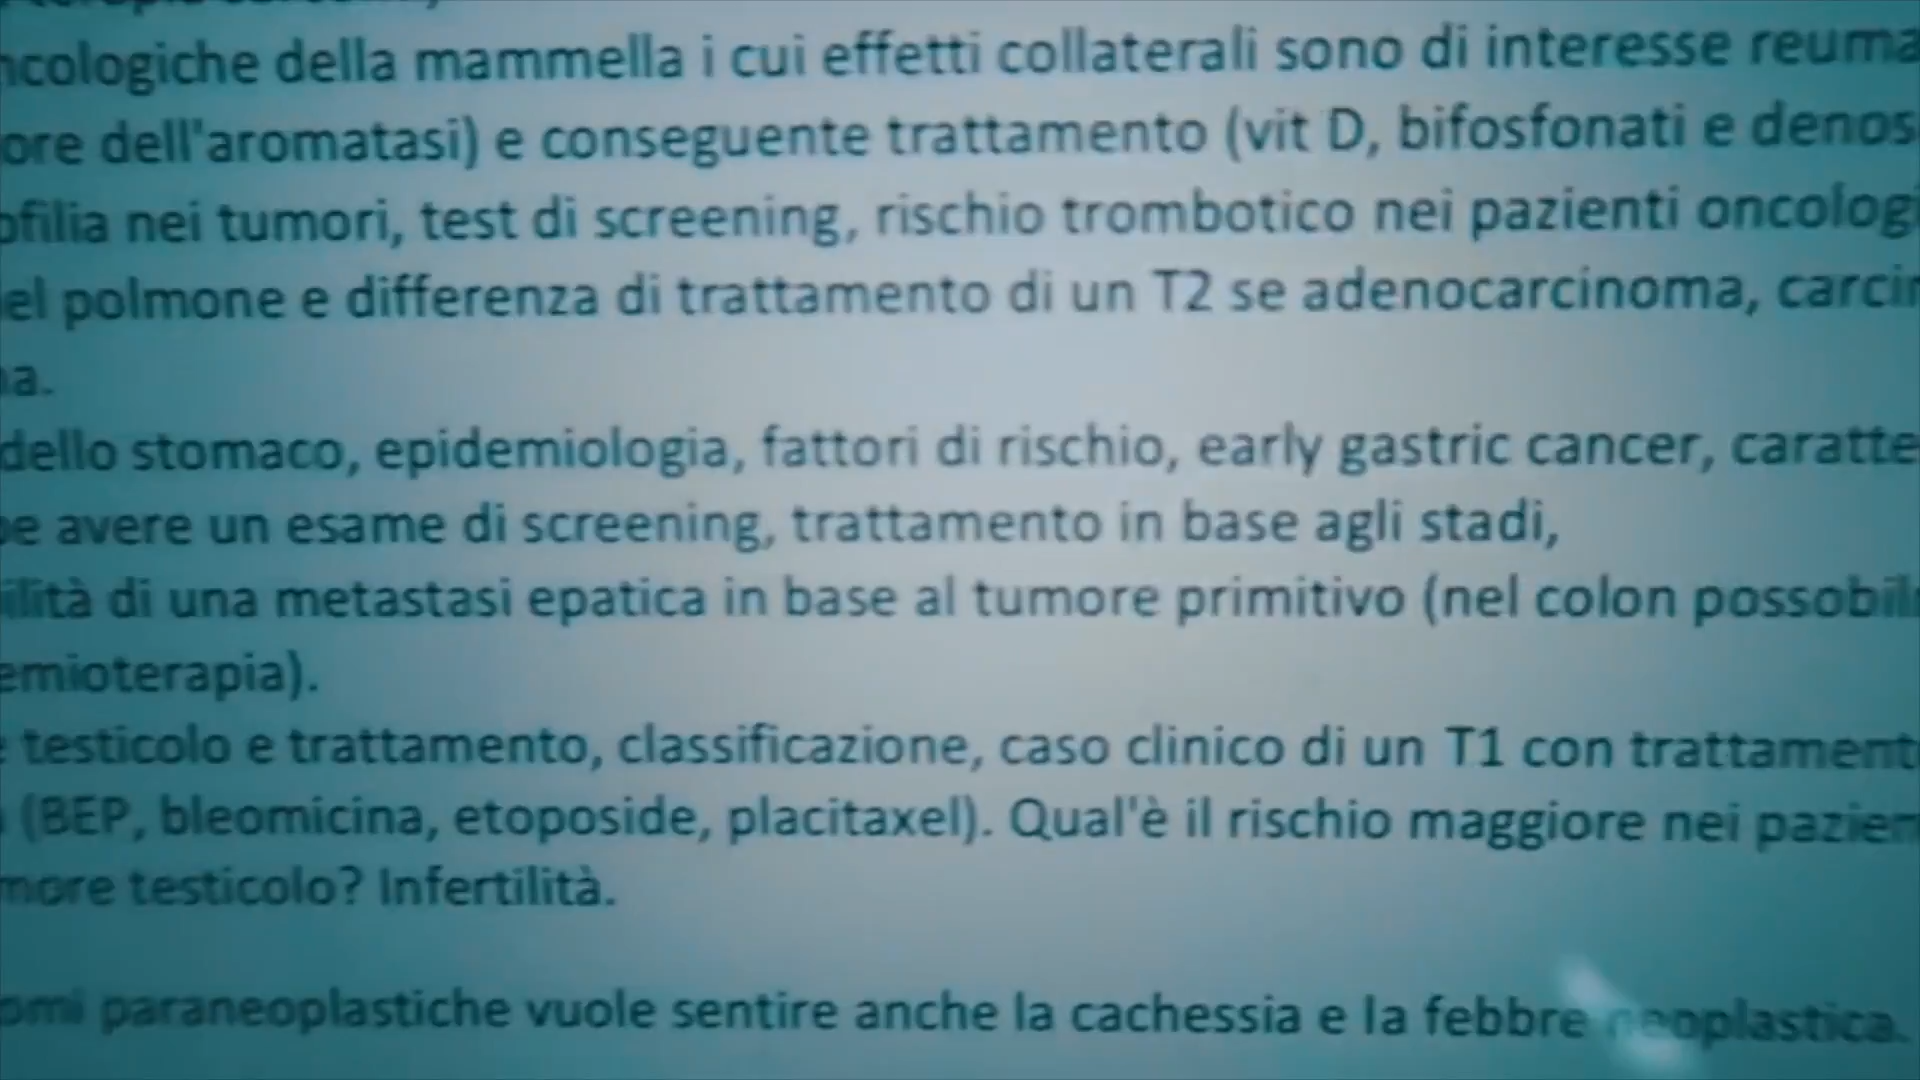 ncologiche della mammella i cui effetti collaterali sono di interesse reuma
ore dell'aromatasi) e conseguente trattamento (vit D, bifosfonati e denos
ofilia nei tumori, test di screening, rischio trombotico nei pazienti oncologi
el polmone e differenza di trattamento di un T2 se adenocarcinoma, carcin
na.
dello stomaco, epidemiologia, fattori di rischio, early gastric cancer, caratte
be avere un esame di screening, trattamento in base agli stadi,
ilità di una metastasi epatica in base al tumore primitivo (nel colon possobil
emioterapia).
testicolo e trattamento, classificazione, caso clinico di un T1 con trattament
(BEP, bleomicina, etoposide, placitaxel). Qual'è il rischio maggiore nei pazien
more testicolo? Infertilità.
omi paraneoplastiche vuole sentire anche la cachessia e la febbre neoplastica.